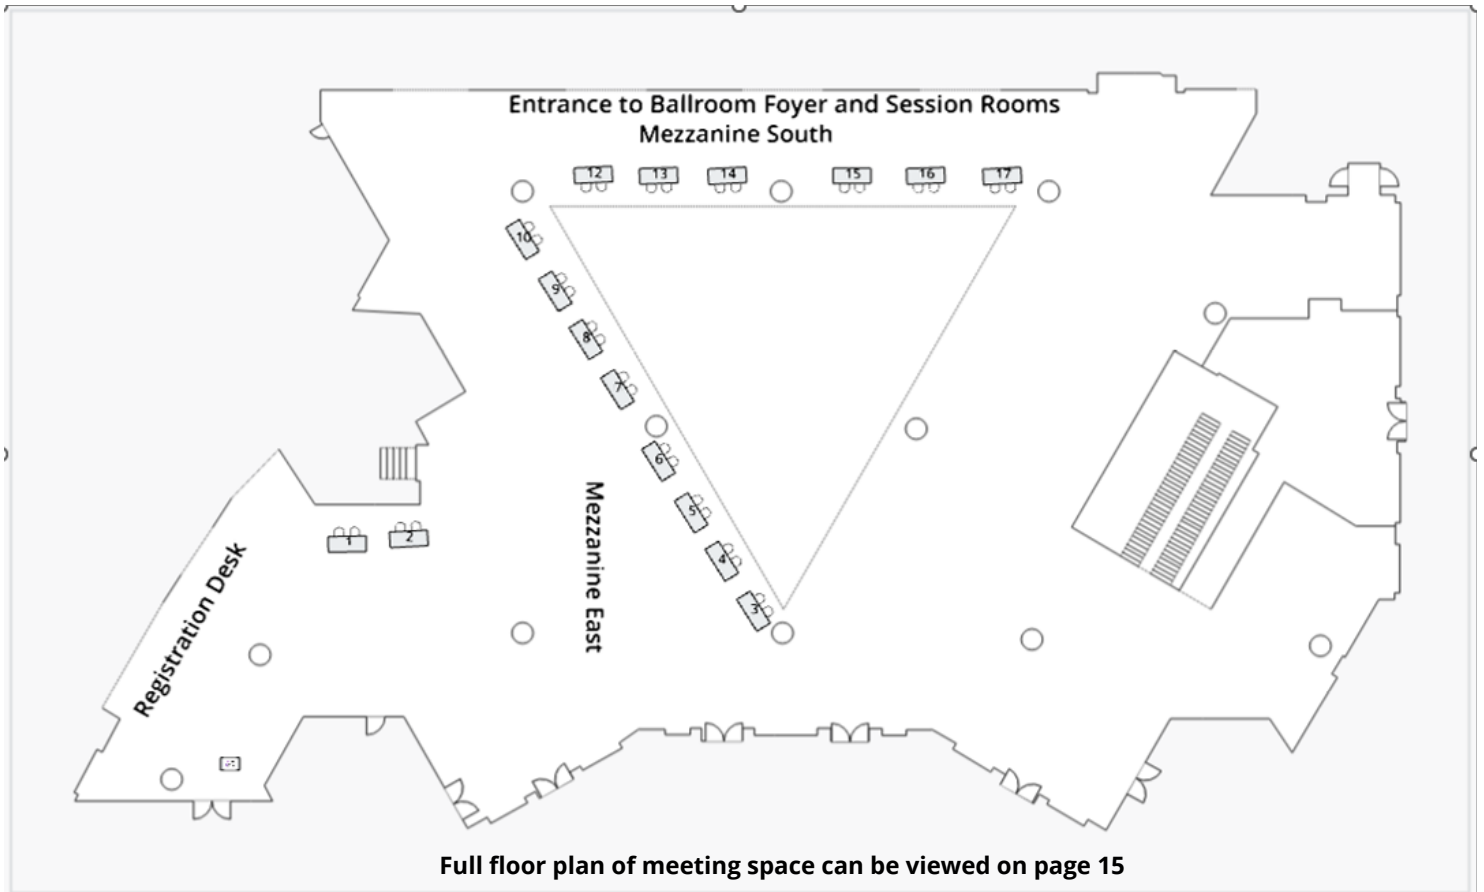 Entrance to Ballroom Foyer and Session Rooms
Mezzanine South
12 13 14 15 16 17
10
9
8
7
6
5
4
3
Mezzanine East
1 2
Registration Desk
Full floor plan of meeting space can be viewed on page 15